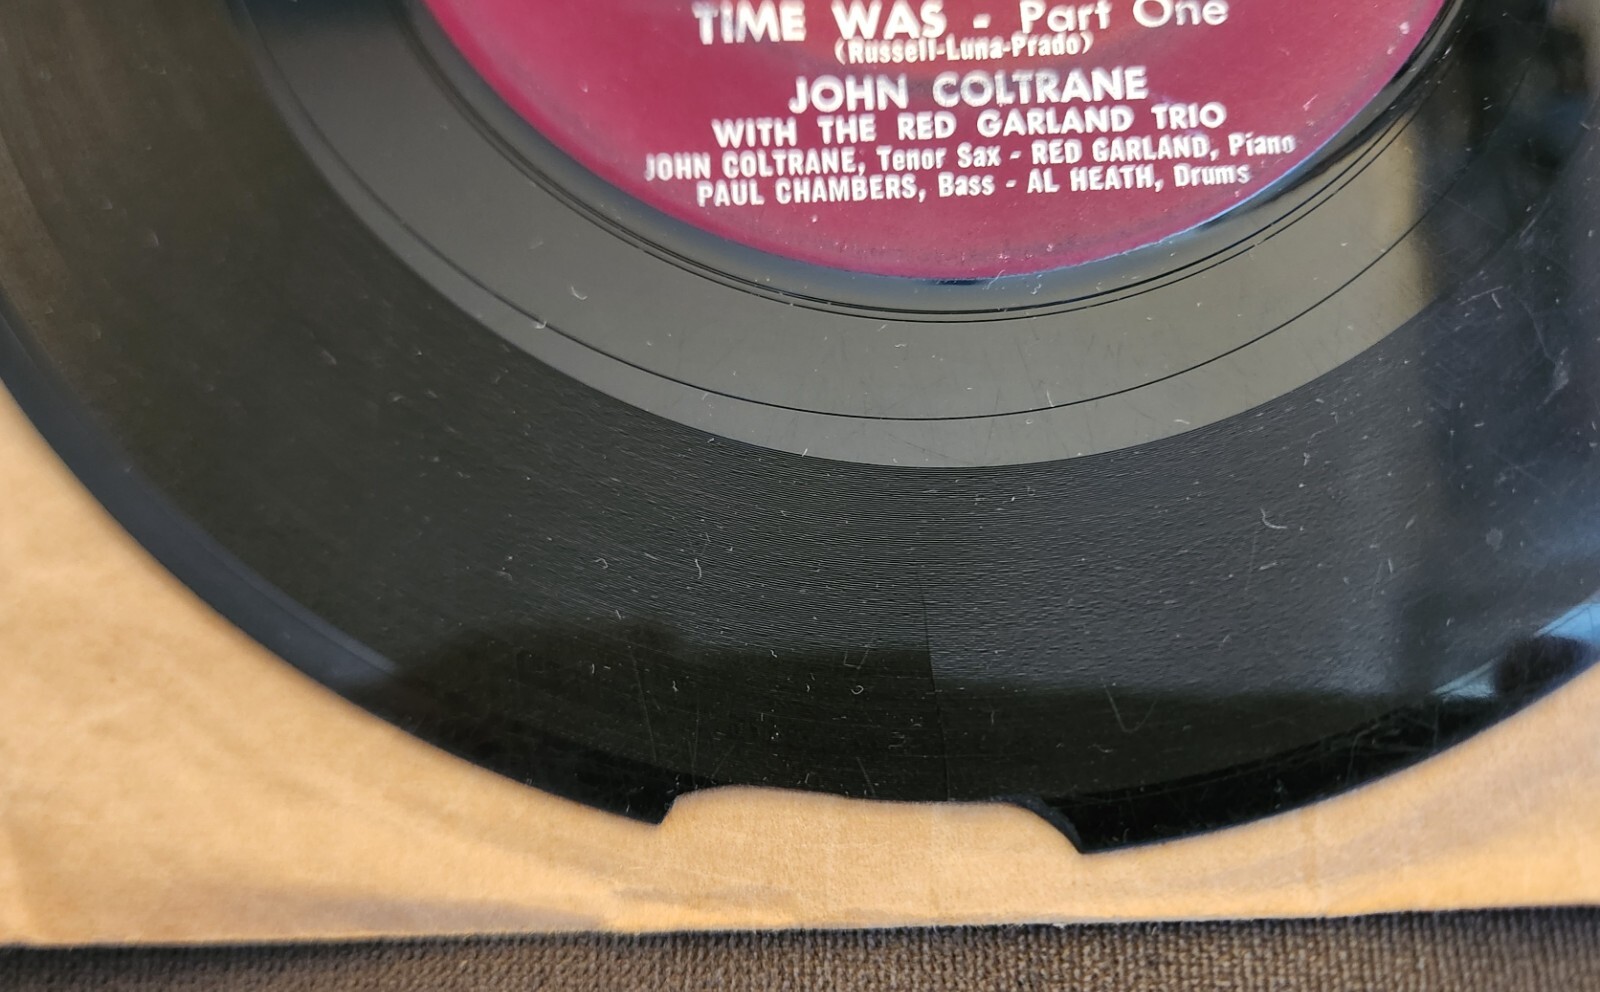 TIME WAS - Part One
(Russell-Luna-Prado)
JOHN COLTRANE
WITH THE RED GARLAND TRIO
JOHN COLTRANE, Tenor Sax - RED GARLAND, Piano
PAUL CHAMBERS, Bass - AL HEATH, Drums